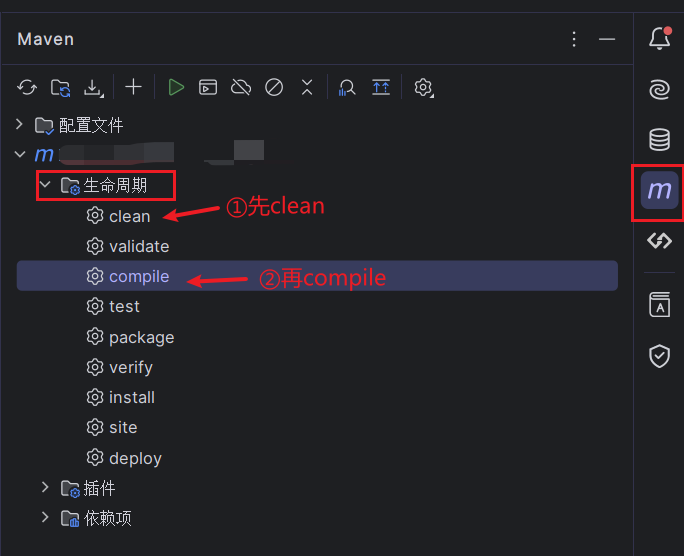 Maven
配置文件
m
生命周期
clean
①先clean
validate
compile
②再compile
test
package
verify
install
site
deploy
插件
依赖项
m
A